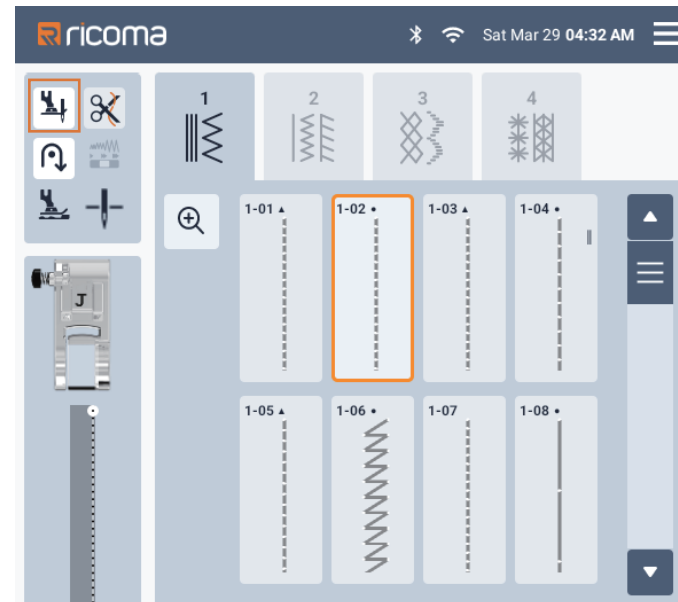 ricoma
Sat Mar 29 04:32 AM
1 2 3 4
1-01 ▲ 1-02 • 1-03 ▲ 1-04 •
J
1-05 ▲ 1-06 • 1-07 1-08 •